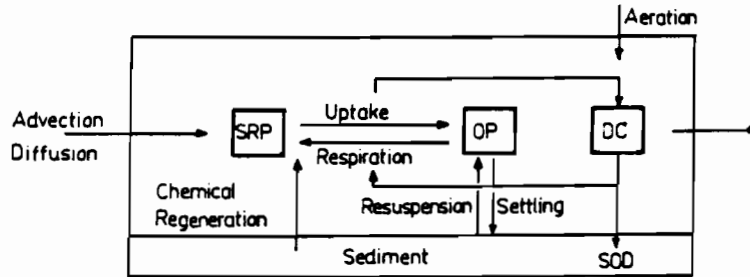 Aeration
Advection
Diffusion
SRP
Uptake
Respiration
OP
DC
Chemical
Regeneration
Resuspension
Settling
Sediment
SOD